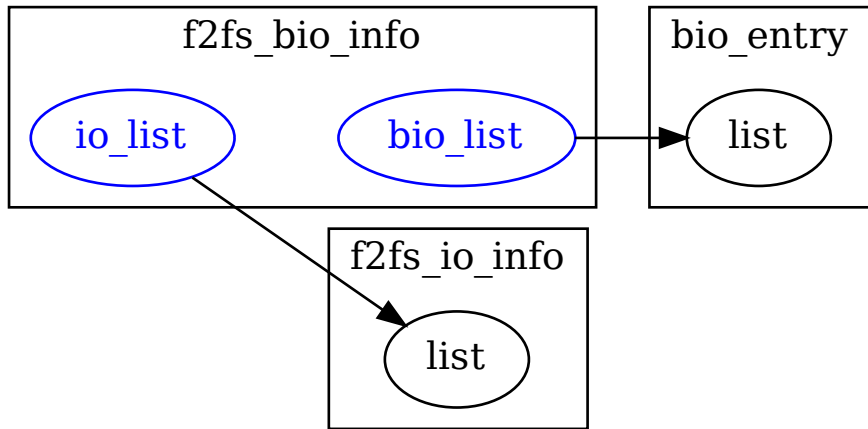 f2fs_bio_info
io_list
bio_list
bio_entry
list
f2fs_io_info
list